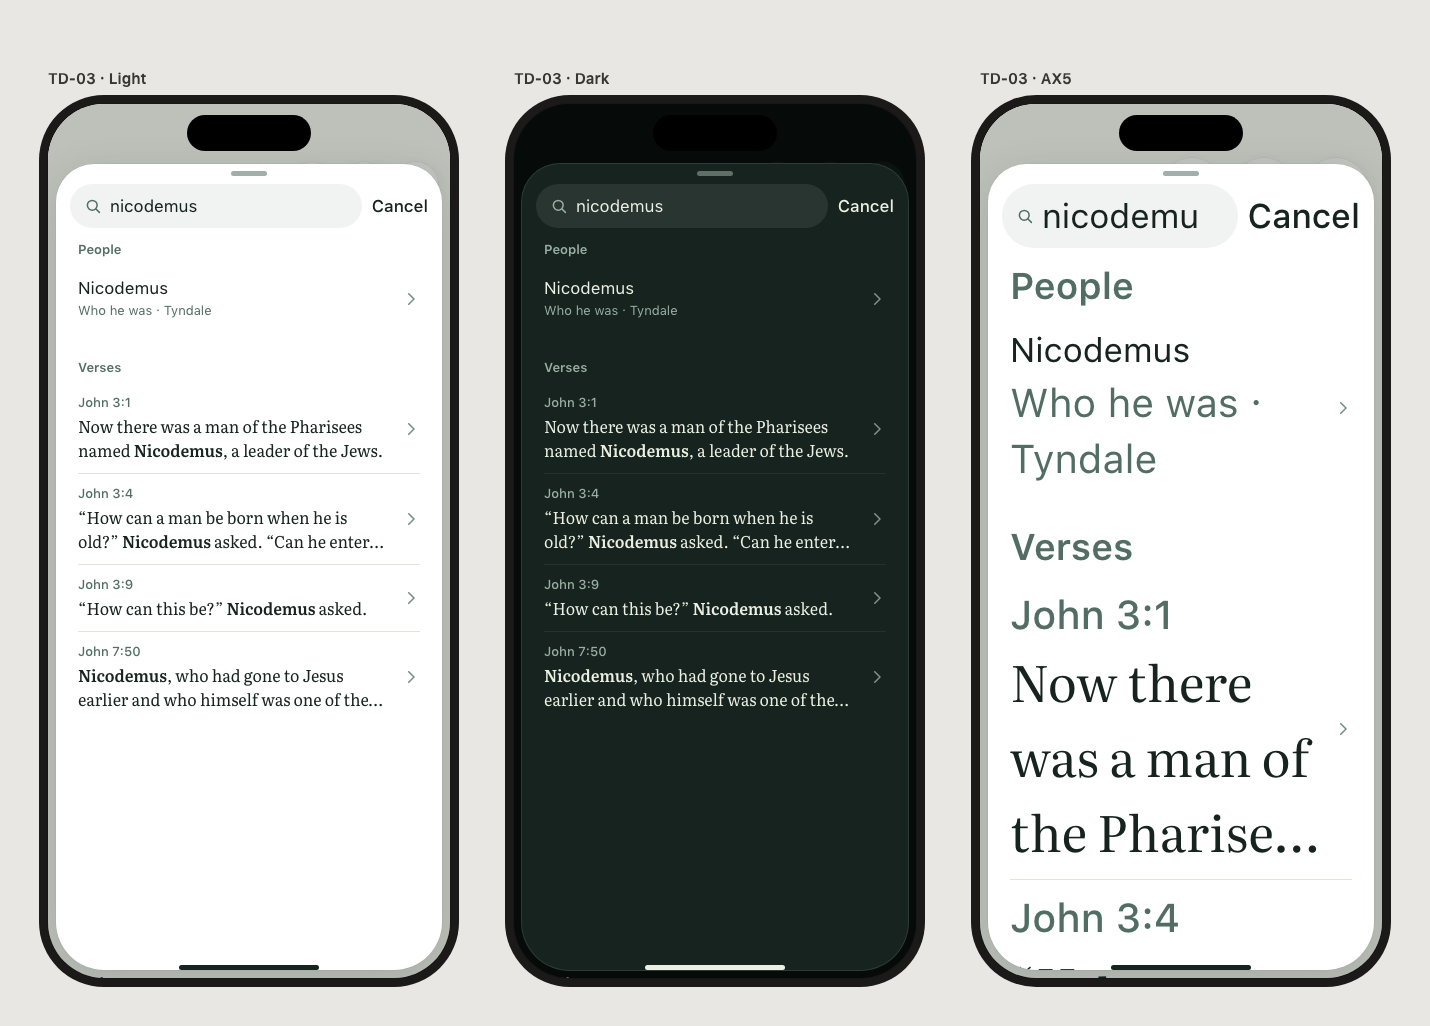 TD-03 · Light
nicodemus
Cancel
People
Nicodemus
Who he was · Tyndale
Verses
John 3:1
Now there was a man of the Pharisees
named Nicodemus, a leader of the Jews.
John 3:4
“How can a man be born when he is
old?” Nicodemus asked. “Can he enter...
John 3:9
“How can this be?” Nicodemus asked.
John 7:50
Nicodemus, who had gone to Jesus
earlier and who himself was one of the...
TD-03 · Dark
nicodemus
Cancel
People
Nicodemus
Who he was · Tyndale
Verses
John 3:1
Now there was a man of the Pharisees
named Nicodemus, a leader of the Jews.
John 3:4
“How can a man be born when he is
old?” Nicodemus asked. “Can he enter...
John 3:9
“How can this be?” Nicodemus asked.
John 7:50
Nicodemus, who had gone to Jesus
earlier and who himself was one of the...
TD-03 · AX5
nicodemu
Cancel
People
Nicodemus
Who he was ·
Tyndale
Verses
John 3:1
Now there
was a man of
the Pharise...
John 3:4